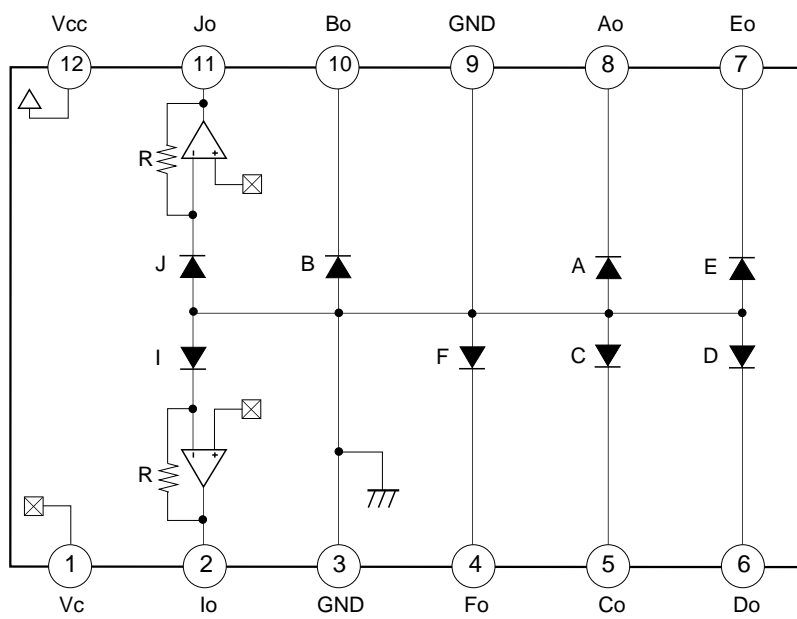 Vcc Jo Bo GND Ao Eo
12 11 10 9 8 7
R
- +
J B A E
I F C D
- +
R
1 2 3 4 5 6
Vc Io GND Fo Co Do